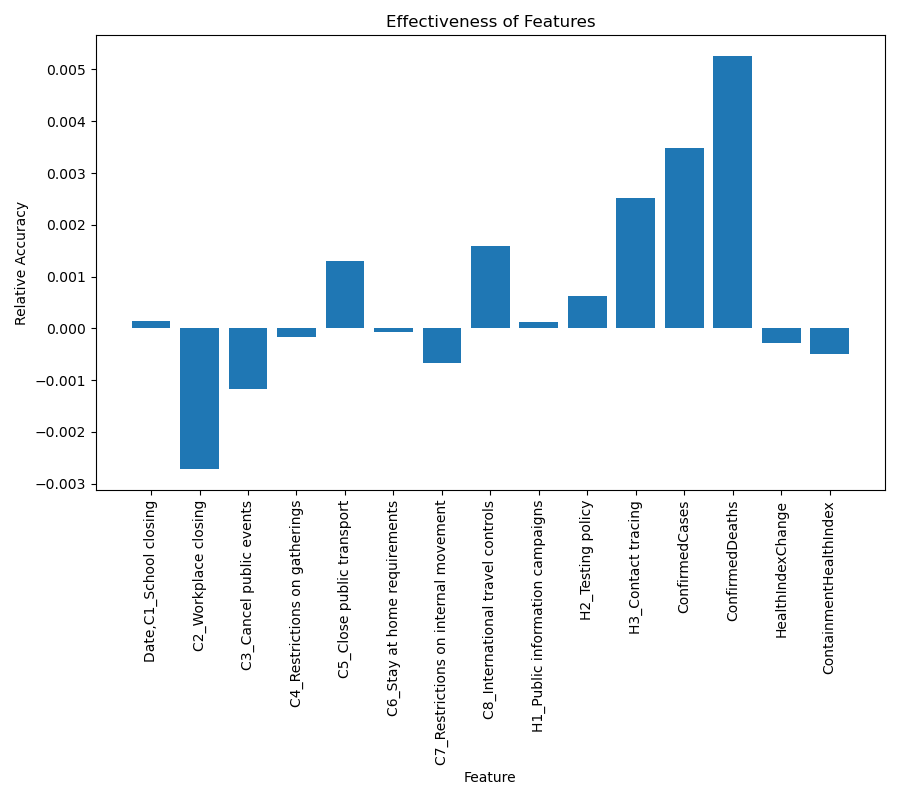 Effectiveness of Features
Relative Accuracy
0.005
0.004
0.003
0.002
0.001
0.000
−0.001
−0.002
−0.003
Date,C1_School closing
C2_Workplace closing
C3_Cancel public events
C4_Restrictions on gatherings
C5_Close public transport
C6_Stay at home requirements
C7_Restrictions on internal movement
C8_International travel controls
H1_Public information campaigns
H2_Testing policy
H3_Contact tracing
ConfirmedCases
ConfirmedDeaths
HealthIndexChange
ContainmentHealthIndex
Feature